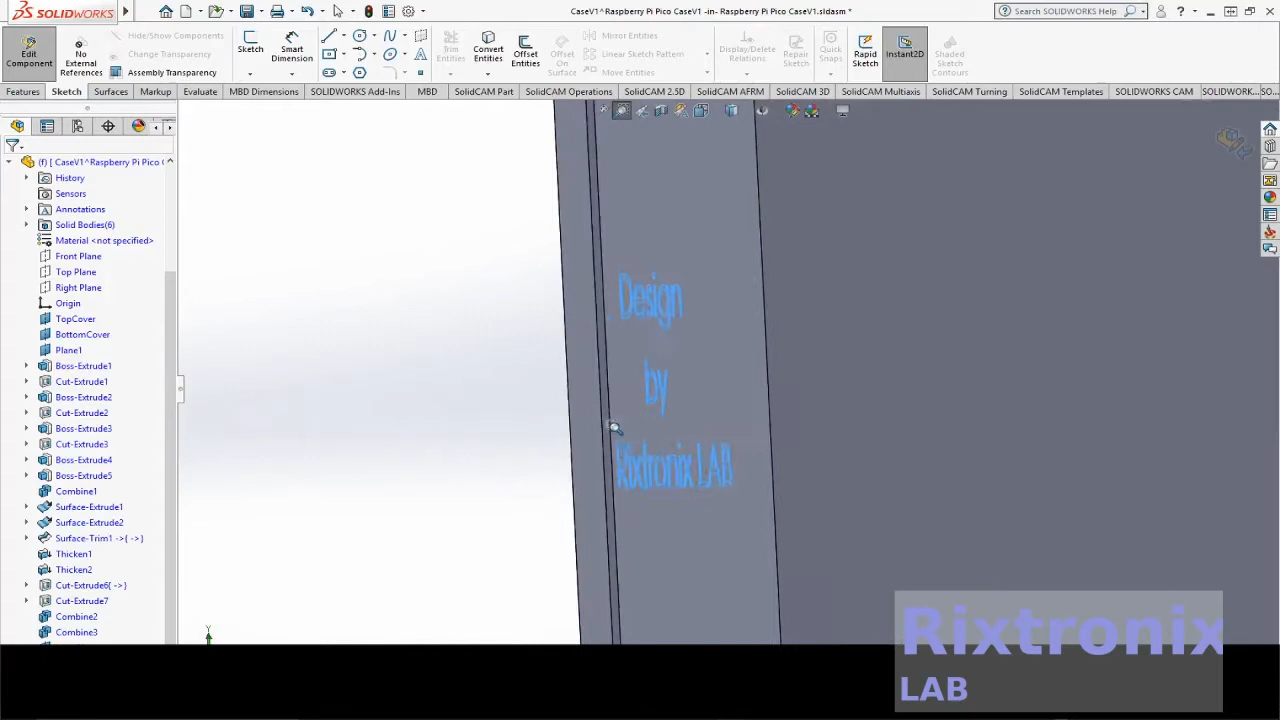 SOLIDWORKS
CaseV1^Raspberry Pi Pico CaseV1 -in- Raspberry Pi Pico CaseV1.sldasm *
Search SOLIDWORKS Help
Edit Component
No External References
Hide/Show Components
Change Transparency
Assembly Transparency
Sketch
Smart Dimension
Trim Entities
Convert Entities
Offset Entities
Offset On Surface
Mirror Entities
Linear Sketch Pattern
Move Entities
Display/Delete Relations
Repair Sketch
Quick Snaps
Rapid Sketch
Instant2D
Shaded Sketch Contours
Features
Sketch
Surfaces
Markup
Evaluate
MBD Dimensions
SOLIDWORKS Add-Ins
MBD
SolidCAM Part
SolidCAM Operations
SolidCAM 2.5D
SolidCAM AFRM
SolidCAM 3D
SolidCAM Multiaxis
SolidCAM Turning
SolidCAM Templates
SOLIDWORKS CAM
SOLIDWORK...
SO...
(f) [ CaseV1^Raspberry Pi Pico C
History
Sensors
Annotations
Solid Bodies(6)
Material <not specified>
Front Plane
Top Plane
Right Plane
Origin
TopCover
BottomCover
Plane1
Boss-Extrude1
Cut-Extrude1
Boss-Extrude2
Cut-Extrude2
Boss-Extrude3
Cut-Extrude3
Boss-Extrude4
Boss-Extrude5
Combine1
Surface-Extrude1
Surface-Extrude2
Surface-Trim1 ->{ ->}
Thicken1
Thicken2
Cut-Extrude6{ ->}
Cut-Extrude7
Combine2
Combine3
Design
by
Rixtronix LAB
Y
Rixtronix
LAB